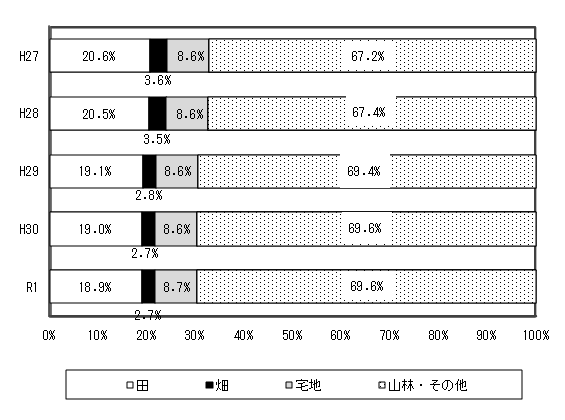 H27 20.6% 8.6% 67.2%
3.6%
H28 20.5% 8.6% 67.4%
3.5%
H29 19.1% 8.6% 69.4%
2.8%
H30 19.0% 8.6% 69.6%
2.7%
R1 18.9% 8.7% 69.6%
2.7%
0% 10% 20% 30% 40% 50% 60% 70% 80% 90% 100%
田 畑 宅地 山林・その他